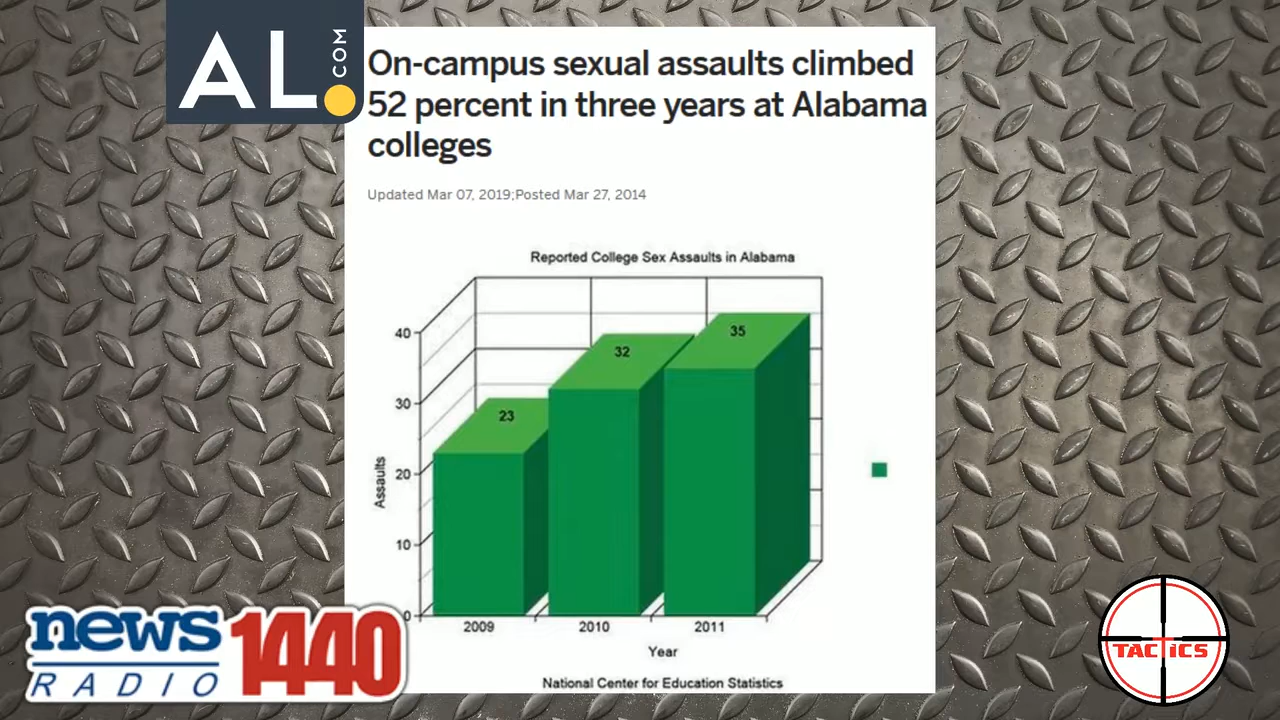 AL.COM
On-campus sexual assaults climbed
52 percent in three years at Alabama
colleges
Updated Mar 07, 2019;Posted Mar 27, 2014
Reported College Sex Assaults in Alabama
40
30
20
10
0
Assaults
23
32
35
2009
2010
2011
Year
National Center for Education Statistics
news
RADIO
1440
TACTiCS